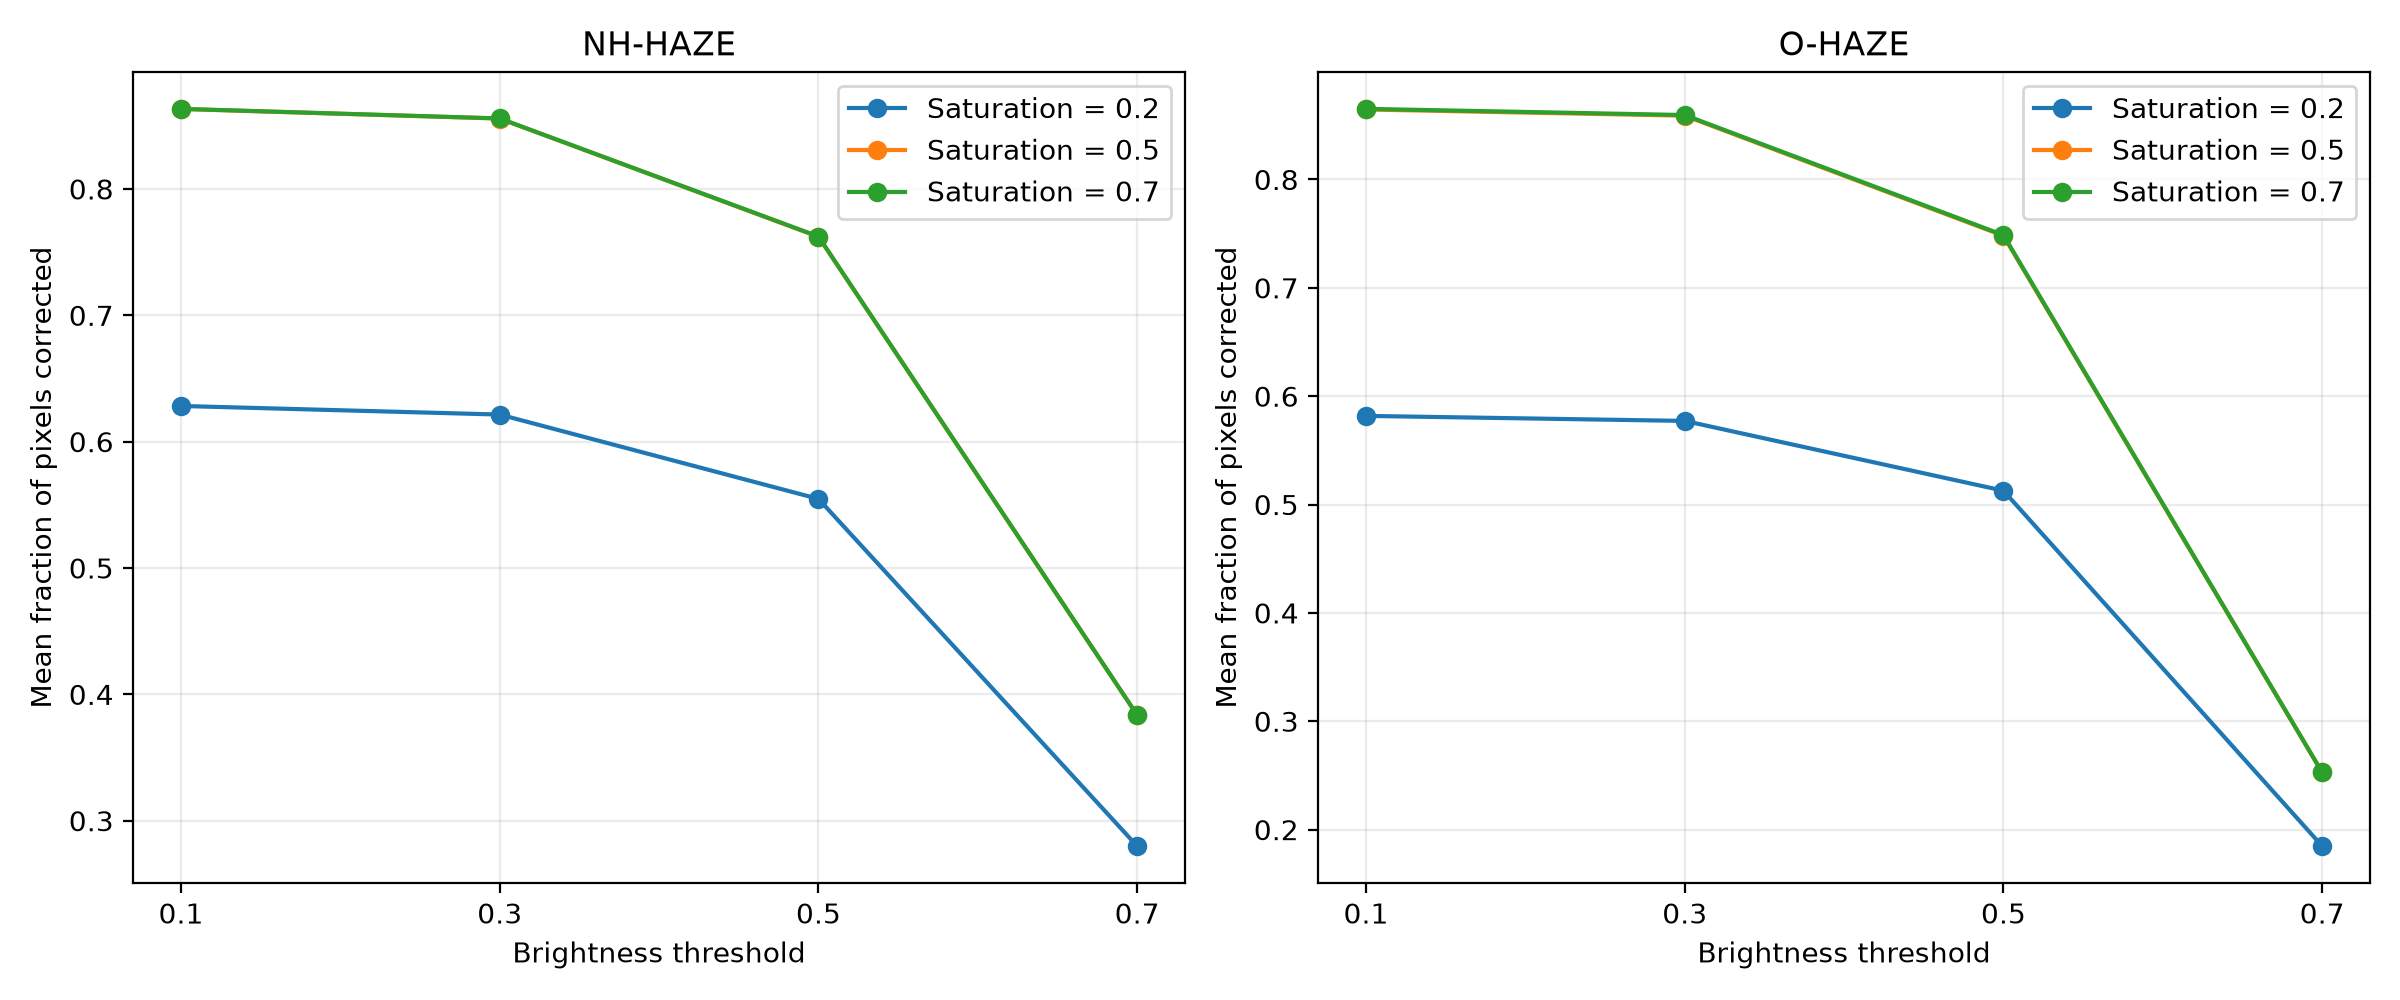 NH-HAZE
Saturation = 0.2
Saturation = 0.5
Saturation = 0.7
Mean fraction of pixels corrected
0.8
0.7
0.6
0.5
0.4
0.3
0.1
0.3
0.5
0.7
Brightness threshold
O-HAZE
Saturation = 0.2
Saturation = 0.5
Saturation = 0.7
Mean fraction of pixels corrected
0.8
0.7
0.6
0.5
0.4
0.3
0.2
0.1
0.3
0.5
0.7
Brightness threshold